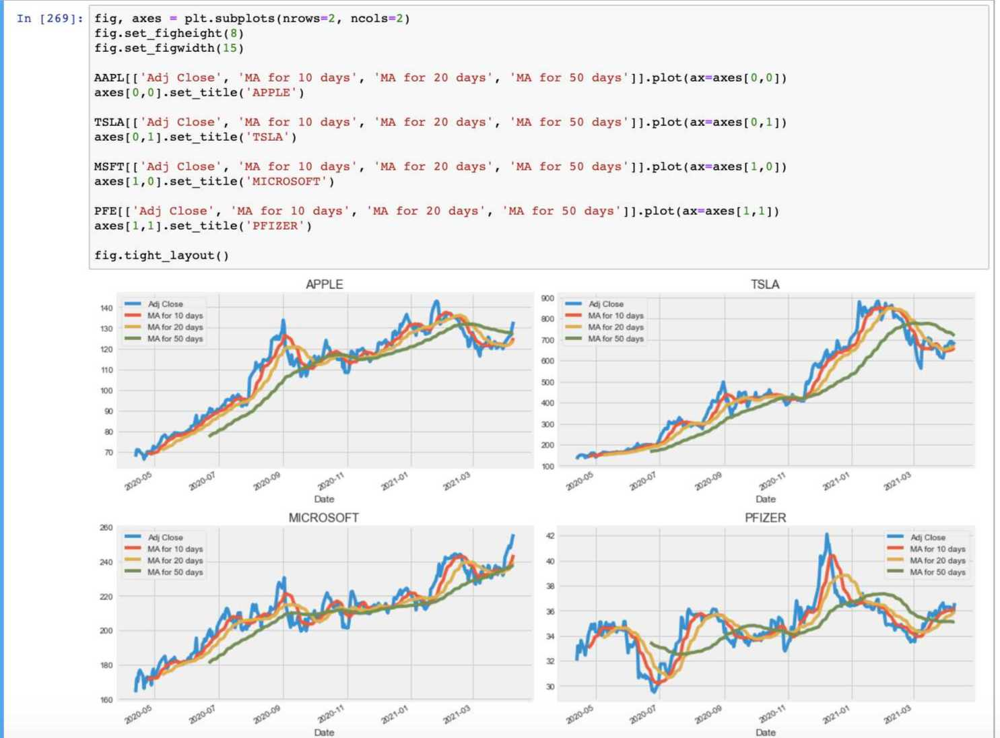 In [269]: fig, axes = plt.subplots(nrows=2, ncols=2)
fig.set_figheight(8)
fig.set_figwidth(15)
AAPL[['Adj Close', 'MA for 10 days', 'MA for 20 days', 'MA for 50 days']].plot(ax=axes[0,0])
axes[0,0].set_title('APPLE')
TSLA[['Adj Close', 'MA for 10 days', 'MA for 20 days', 'MA for 50 days']].plot(ax=axes[0,1])
axes[0,1].set_title('TSLA')
MSFT[['Adj Close', 'MA for 10 days', 'MA for 20 days', 'MA for 50 days']].plot(ax=axes[1,0])
axes[1,0].set_title('MICROSOFT')
PFE[['Adj Close', 'MA for 10 days', 'MA for 20 days', 'MA for 50 days']].plot(ax=axes[1,1])
axes[1,1].set_title('PFIZER')
fig.tight_layout()
APPLE
Adj Close
MA for 10 days
MA for 20 days
MA for 50 days
140
130
120
110
100
90
80
70
2020-05
2020-07
2020-09
2020-11
2021-01
2021-03
Date
TSLA
Adj Close
MA for 10 days
MA for 20 days
MA for 50 days
900
800
700
600
500
400
300
200
100
2020-05
2020-07
2020-09
2020-11
2021-01
2021-03
Date
MICROSOFT
Adj Close
MA for 10 days
MA for 20 days
MA for 50 days
260
240
220
200
180
160
2020-05
2020-07
2020-09
2020-11
2021-01
2021-03
Date
PFIZER
Adj Close
MA for 10 days
MA for 20 days
MA for 50 days
42
40
38
36
34
32
30
2020-05
2020-07
2020-09
2020-11
2021-01
2021-03
Date